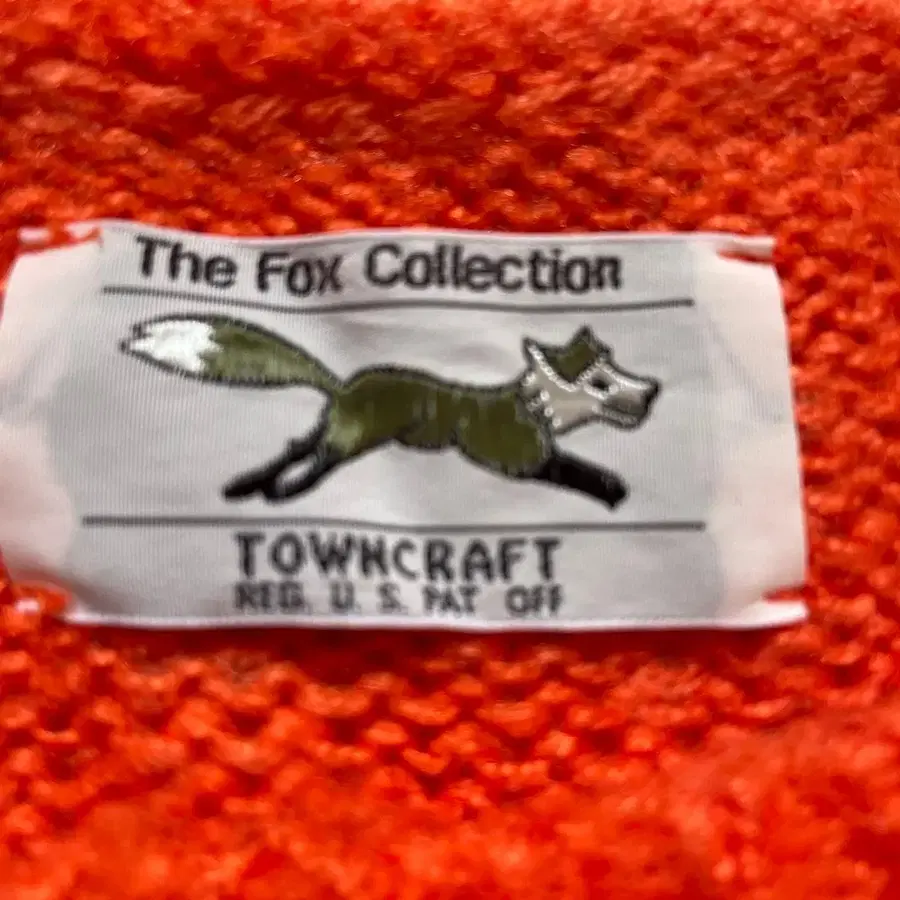 The Fox Collection
TOWNCRAFT
REG. U. S. PAT OFF